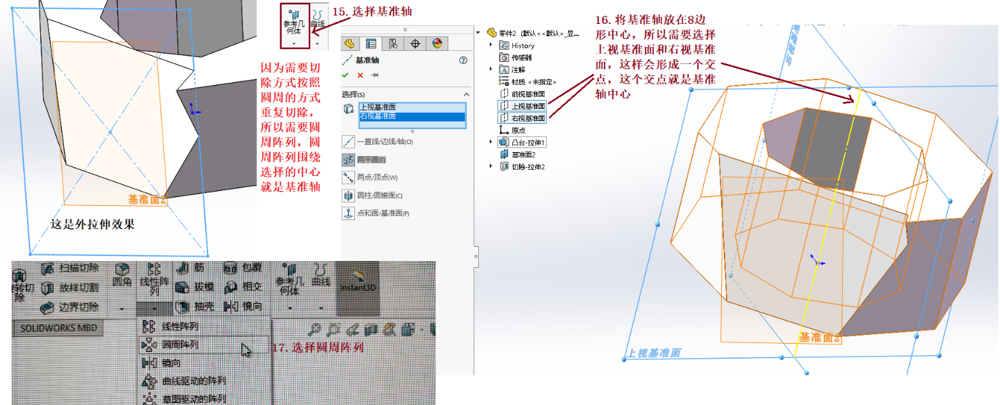 15.选择基准轴
参考几何体
曲线
因为需要切
除方式按照
圆周的方式
重复切除，
所以需要圆
周阵列，圆
周阵列围绕
选择的中心
就是基准轴
基准面2
这是外拉伸效果
基准轴
选择(S)
上视基准面
右视基准面
一直线/边线/轴(O)
两平面(T)
两点/顶点(W)
圆柱/圆锥面(C)
点和面/基准面(P)
零件2 (默认<<默认>_显...
History
传感器
注解
材质 <未指定>
前视基准面
上视基准面
右视基准面
原点
凸台-拉伸1
基准面2
切除-拉伸2
16.将基准轴放在8边
形中心，所以需要选择
上视基准面和右视基准
面，这样会形成一个交
点，这个交点就是基准
轴中心
右视基准面
基准面2
上视基准面
转切除
扫描切除
放样切割
边界切除
圆角
线性阵列
筋
拔模
抽壳
包覆
相交
镜向
参考几何体
曲线
Instant3D
SOLIDWORKS MBD
线性阵列
圆周阵列
镜向
曲线驱动的阵列
草图驱动的阵列
17.选择圆周阵列